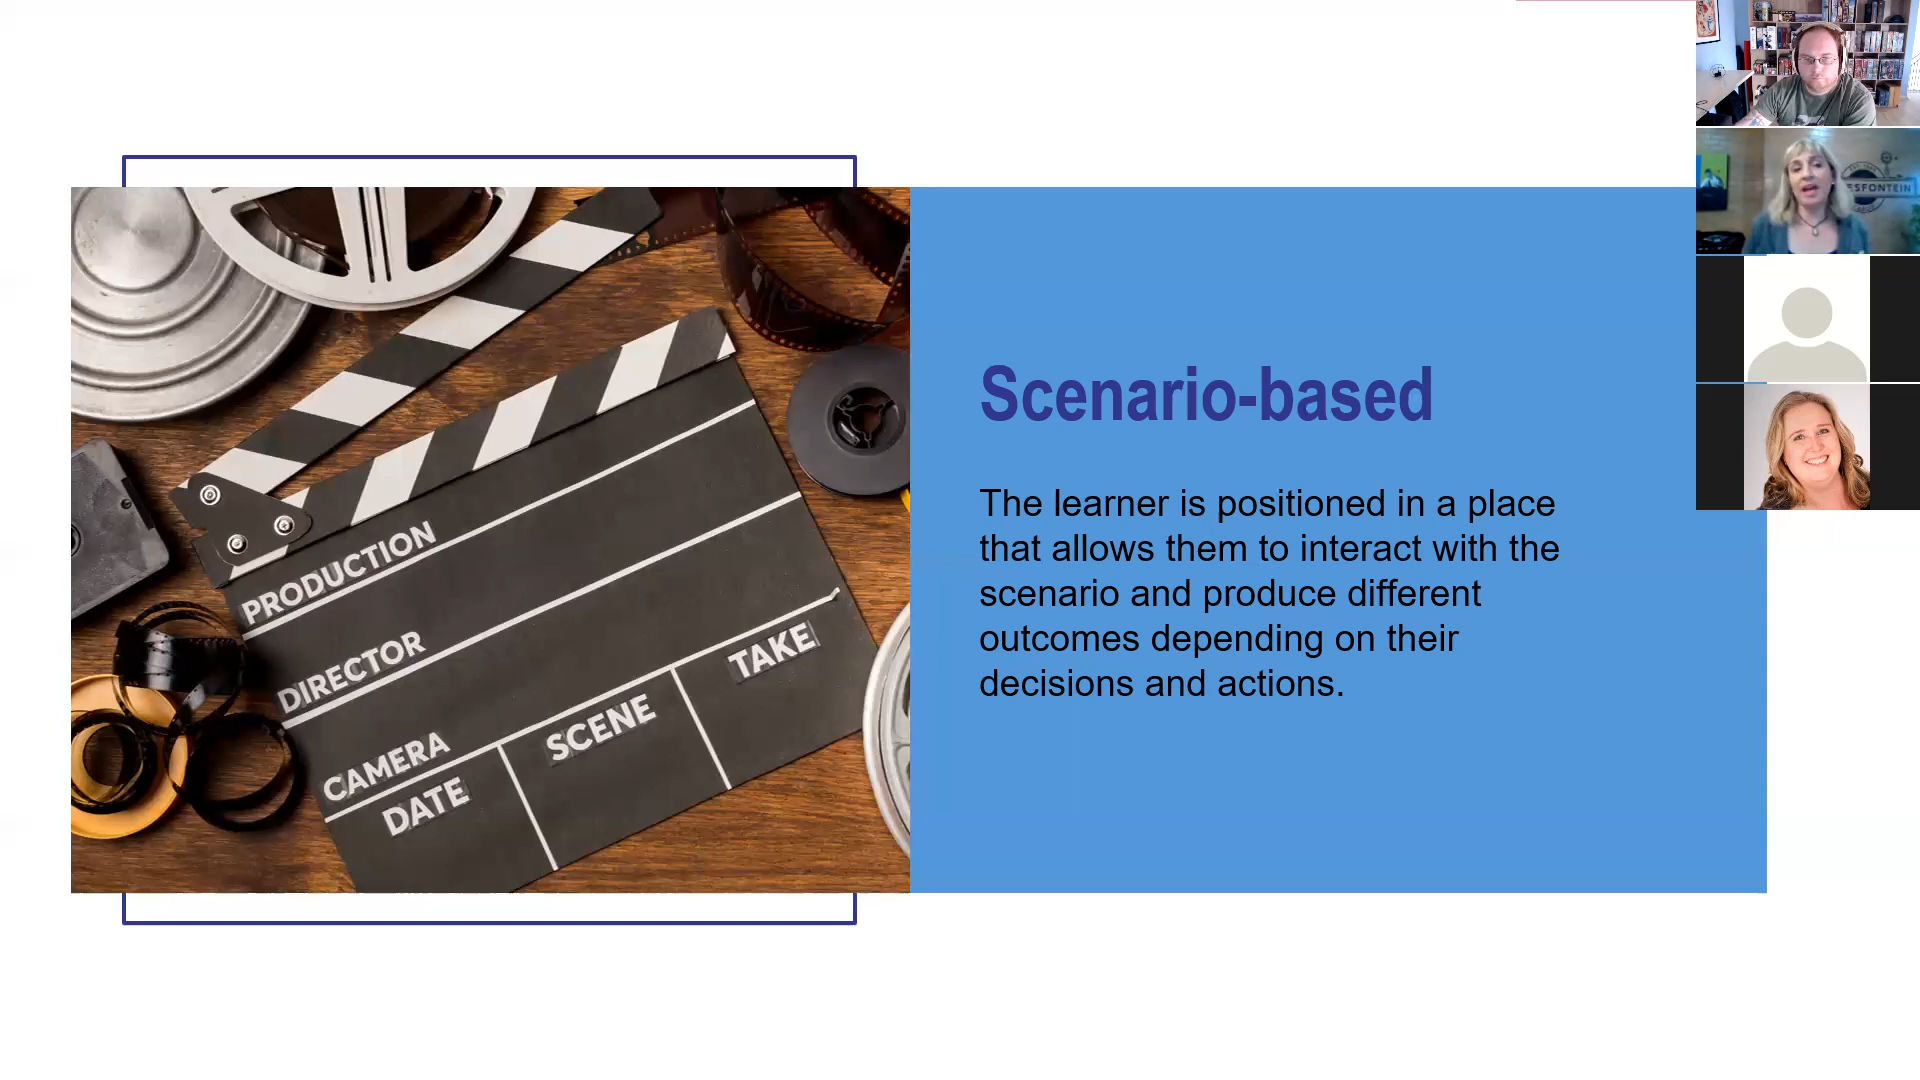 PRODUCTION
DIRECTOR
CAMERA
DATE
SCENE
TAKE
Scenario-based
The learner is positioned in a place
that allows them to interact with the
scenario and produce different
outcomes depending on their
decisions and actions.
ESFONTEIN